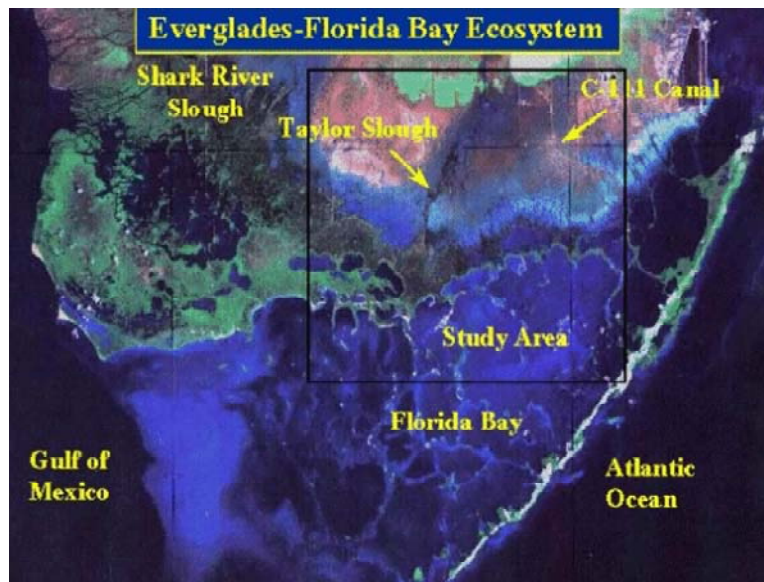 Everglades-Florida Bay Ecosystem
Shark River
Slough
C-111 Canal
Taylor Slough
Study Area
Florida Bay
Gulf of
Mexico
Atlantic
Ocean